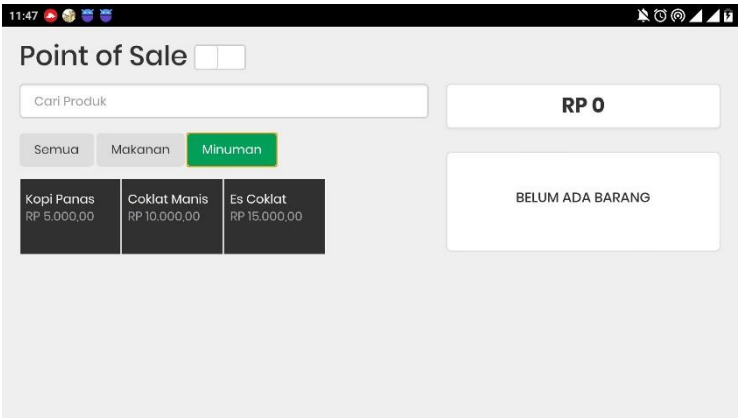 11:47
Point of Sale
Cari Produk
RP 0
Semua Makanan Minuman
Kopi Panas
RP 5.000,00
Coklat Manis
RP 10.000,00
Es Coklat
RP 15.000,00
BELUM ADA BARANG